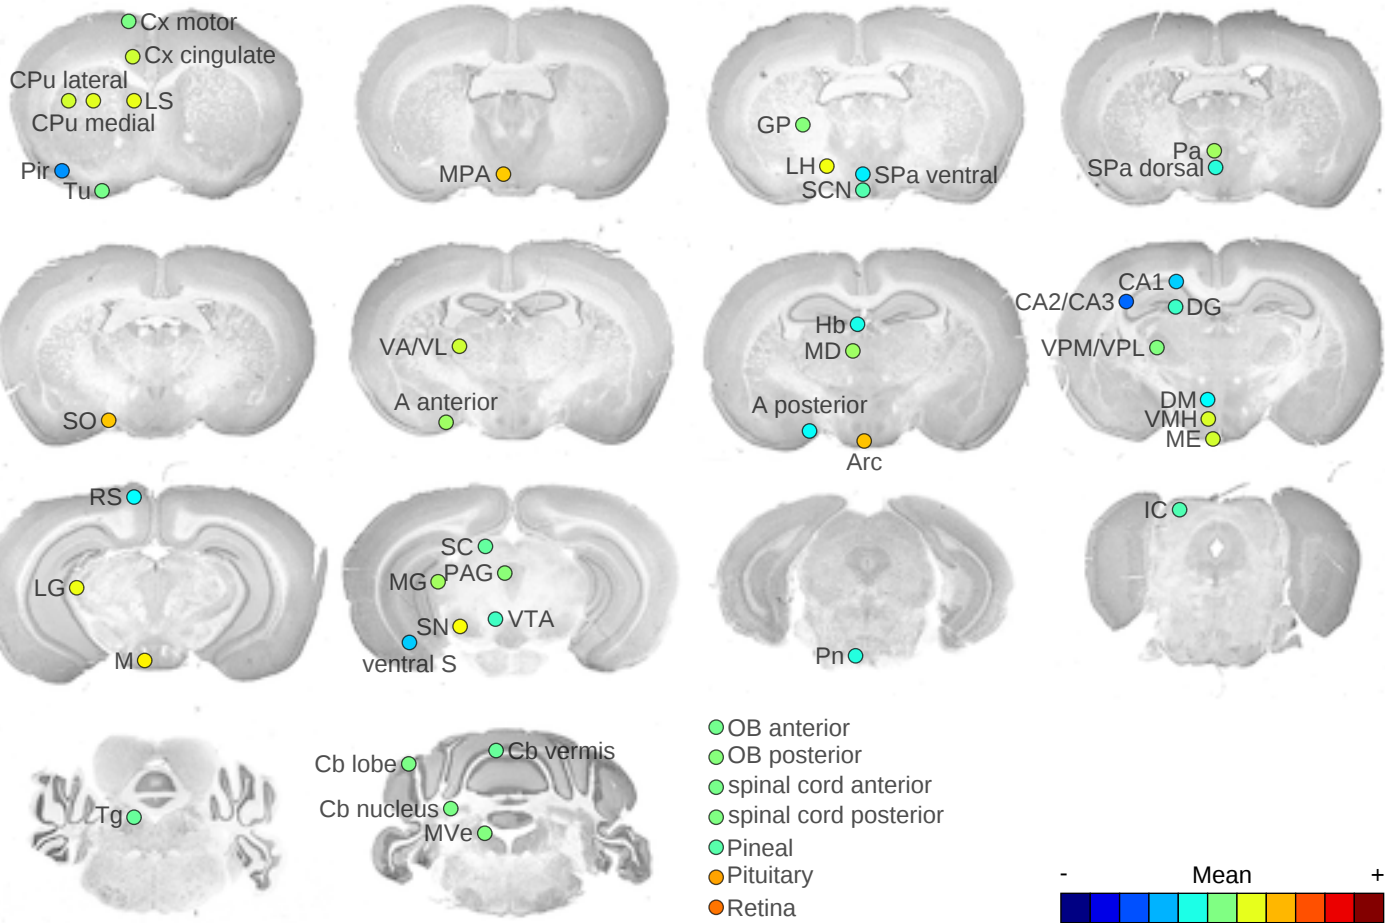 Cx motor
Cx cingulate
CPu lateral
LS
CPu medial
Pir
Tu
MPA
GP
LH
SPa ventral
SCN
Pa
SPa dorsal
SO
VA/VL
A anterior
Hb
MD
A posterior
Arc
CA1
CA2/CA3
DG
VPM/VPL
DM
VMH
ME
RS
LG
M
SC
MG
PAG
SN
VTA
ventral S
Pn
IC
Tg
Cb lobe
Cb vermis
Cb nucleus
MVe
OB anterior
OB posterior
spinal cord anterior
spinal cord posterior
Pineal
Pituitary
Retina
- Mean +